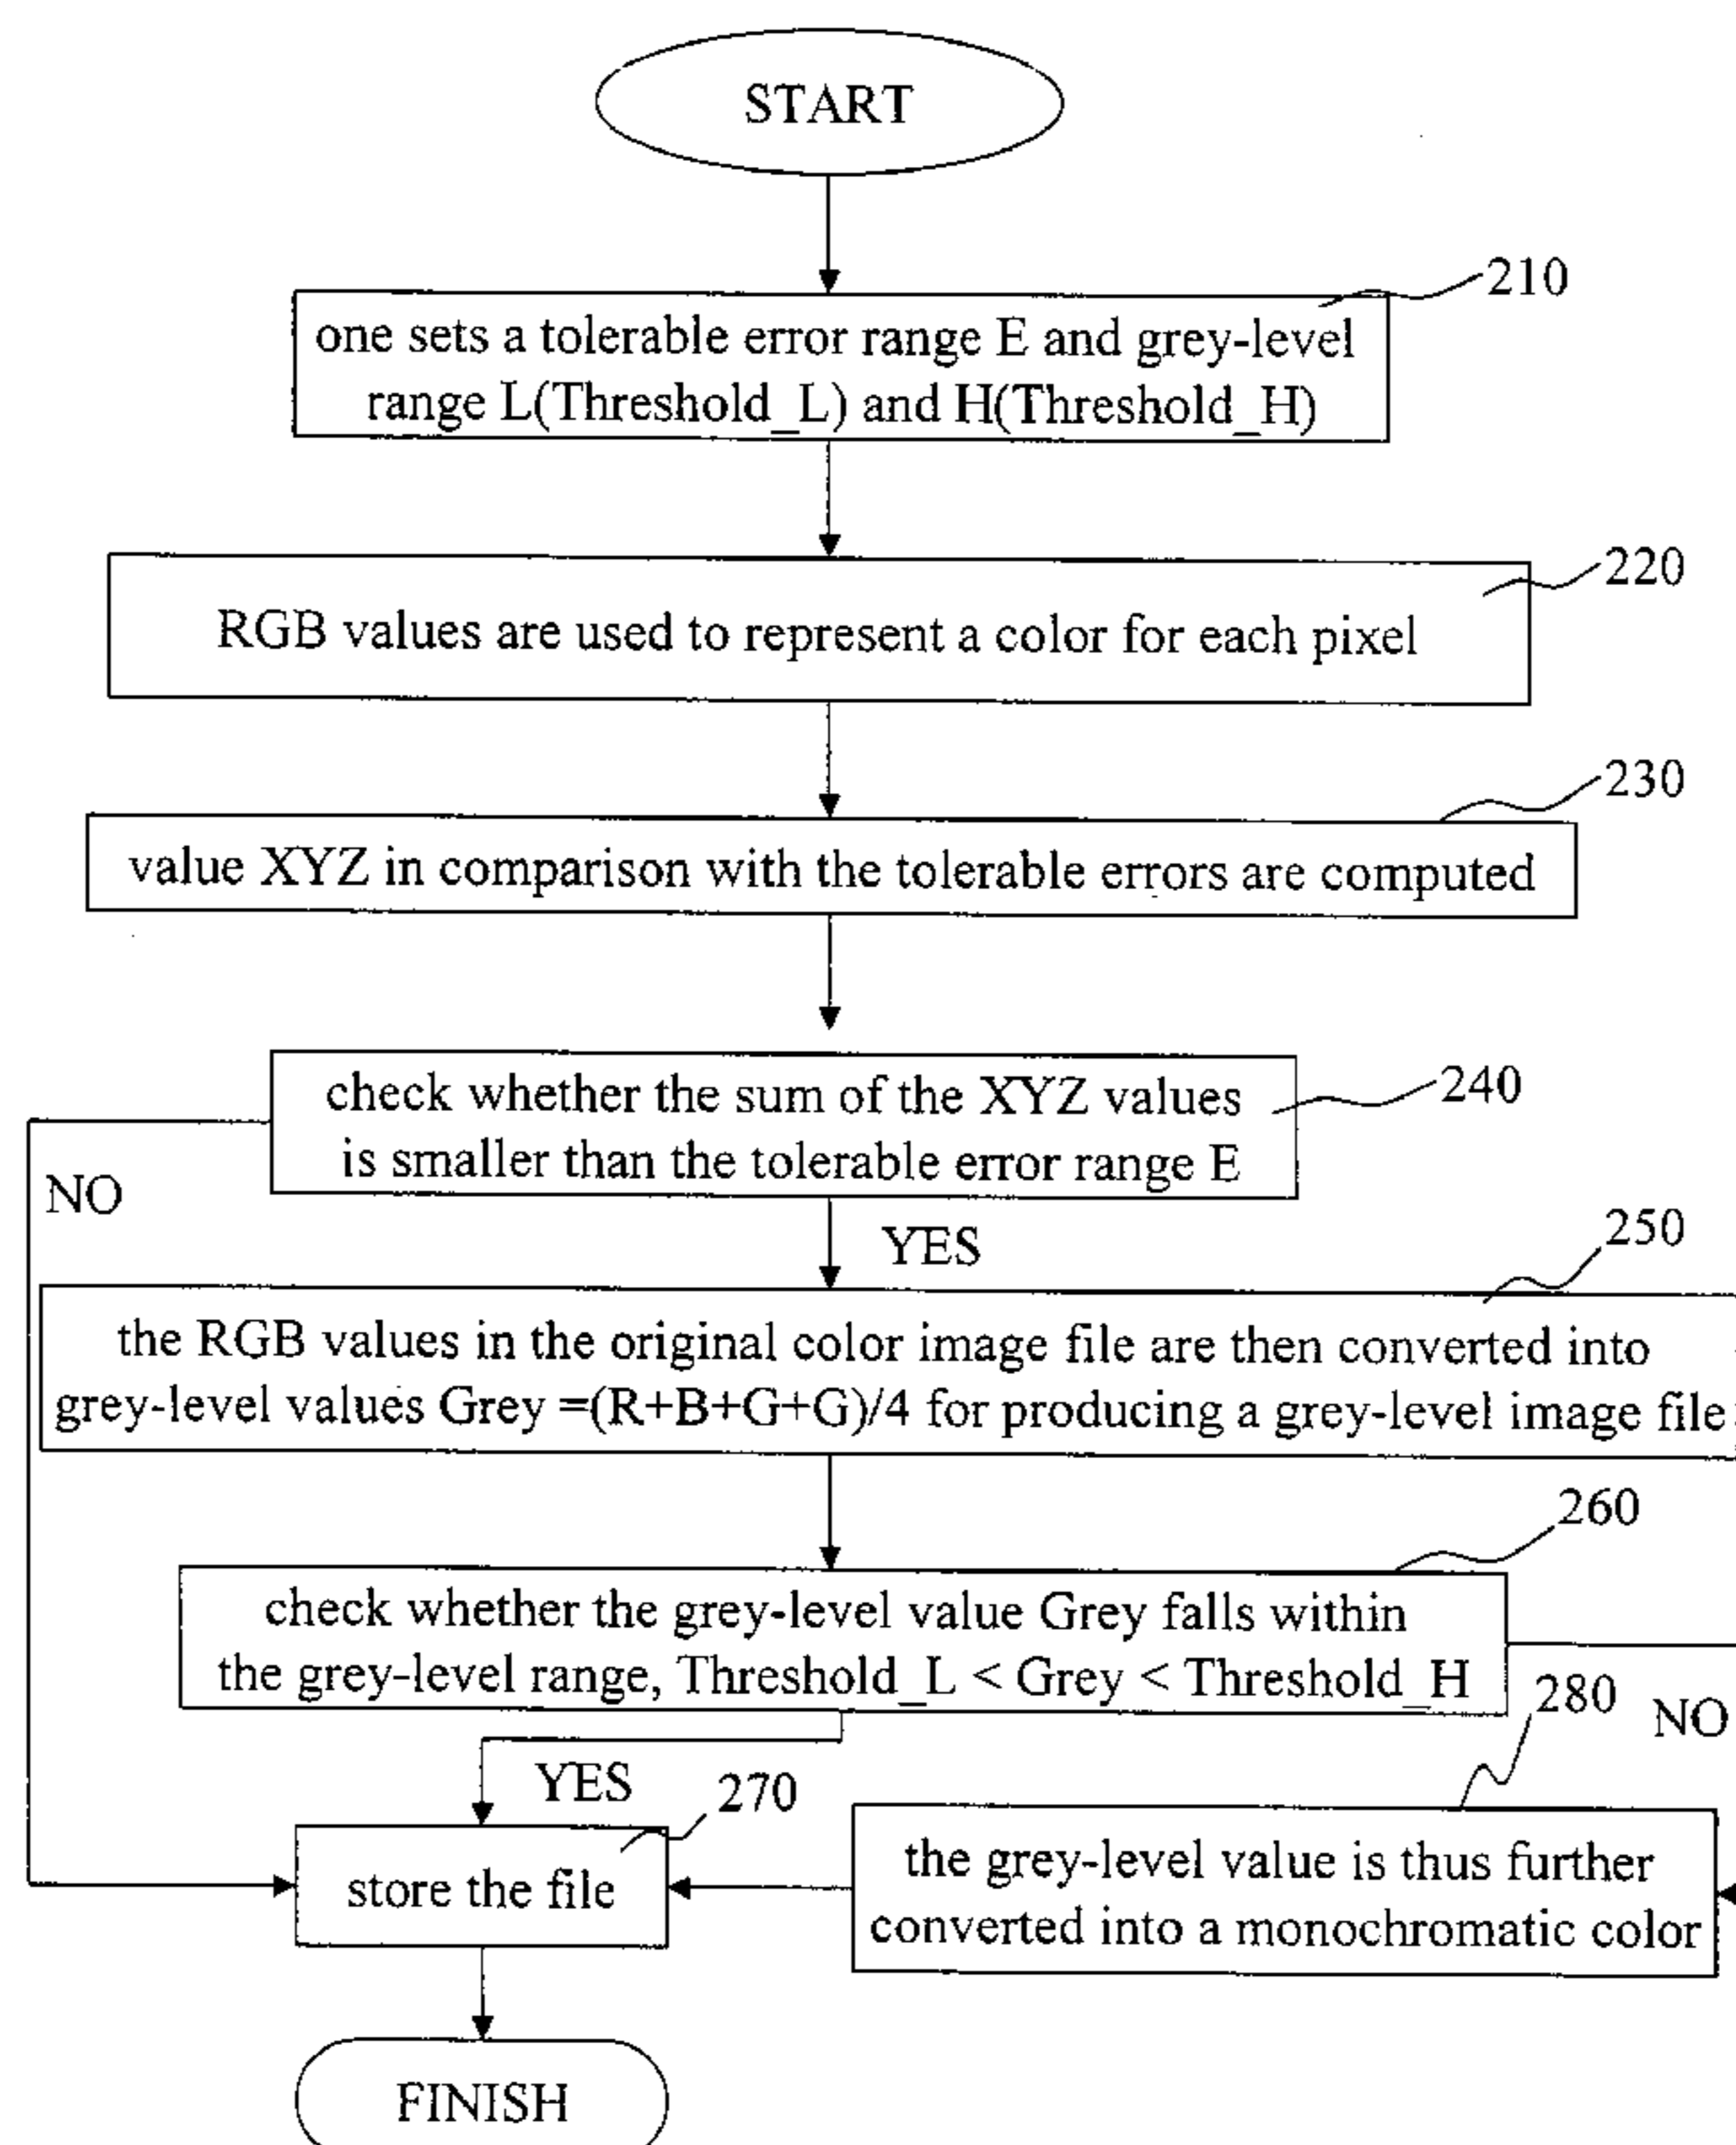 START
210
one sets a tolerable error range E and grey-level
range L(Threshold_L) and H(Threshold_H)
220
RGB values are used to represent a color for each pixel
230
value XYZ in comparison with the tolerable errors are computed
240
check whether the sum of the XYZ values
is smaller than the tolerable error range E
NO
YES
250
the RGB values in the original color image file are then converted into
grey-level values Grey =(R+B+G+G)/4 for producing a grey-level image file
260
check whether the grey-level value Grey falls within
the grey-level range, Threshold_L < Grey < Threshold_H
280
NO
YES
270
store the file
the grey-level value is thus further
converted into a monochromatic color
FINISH